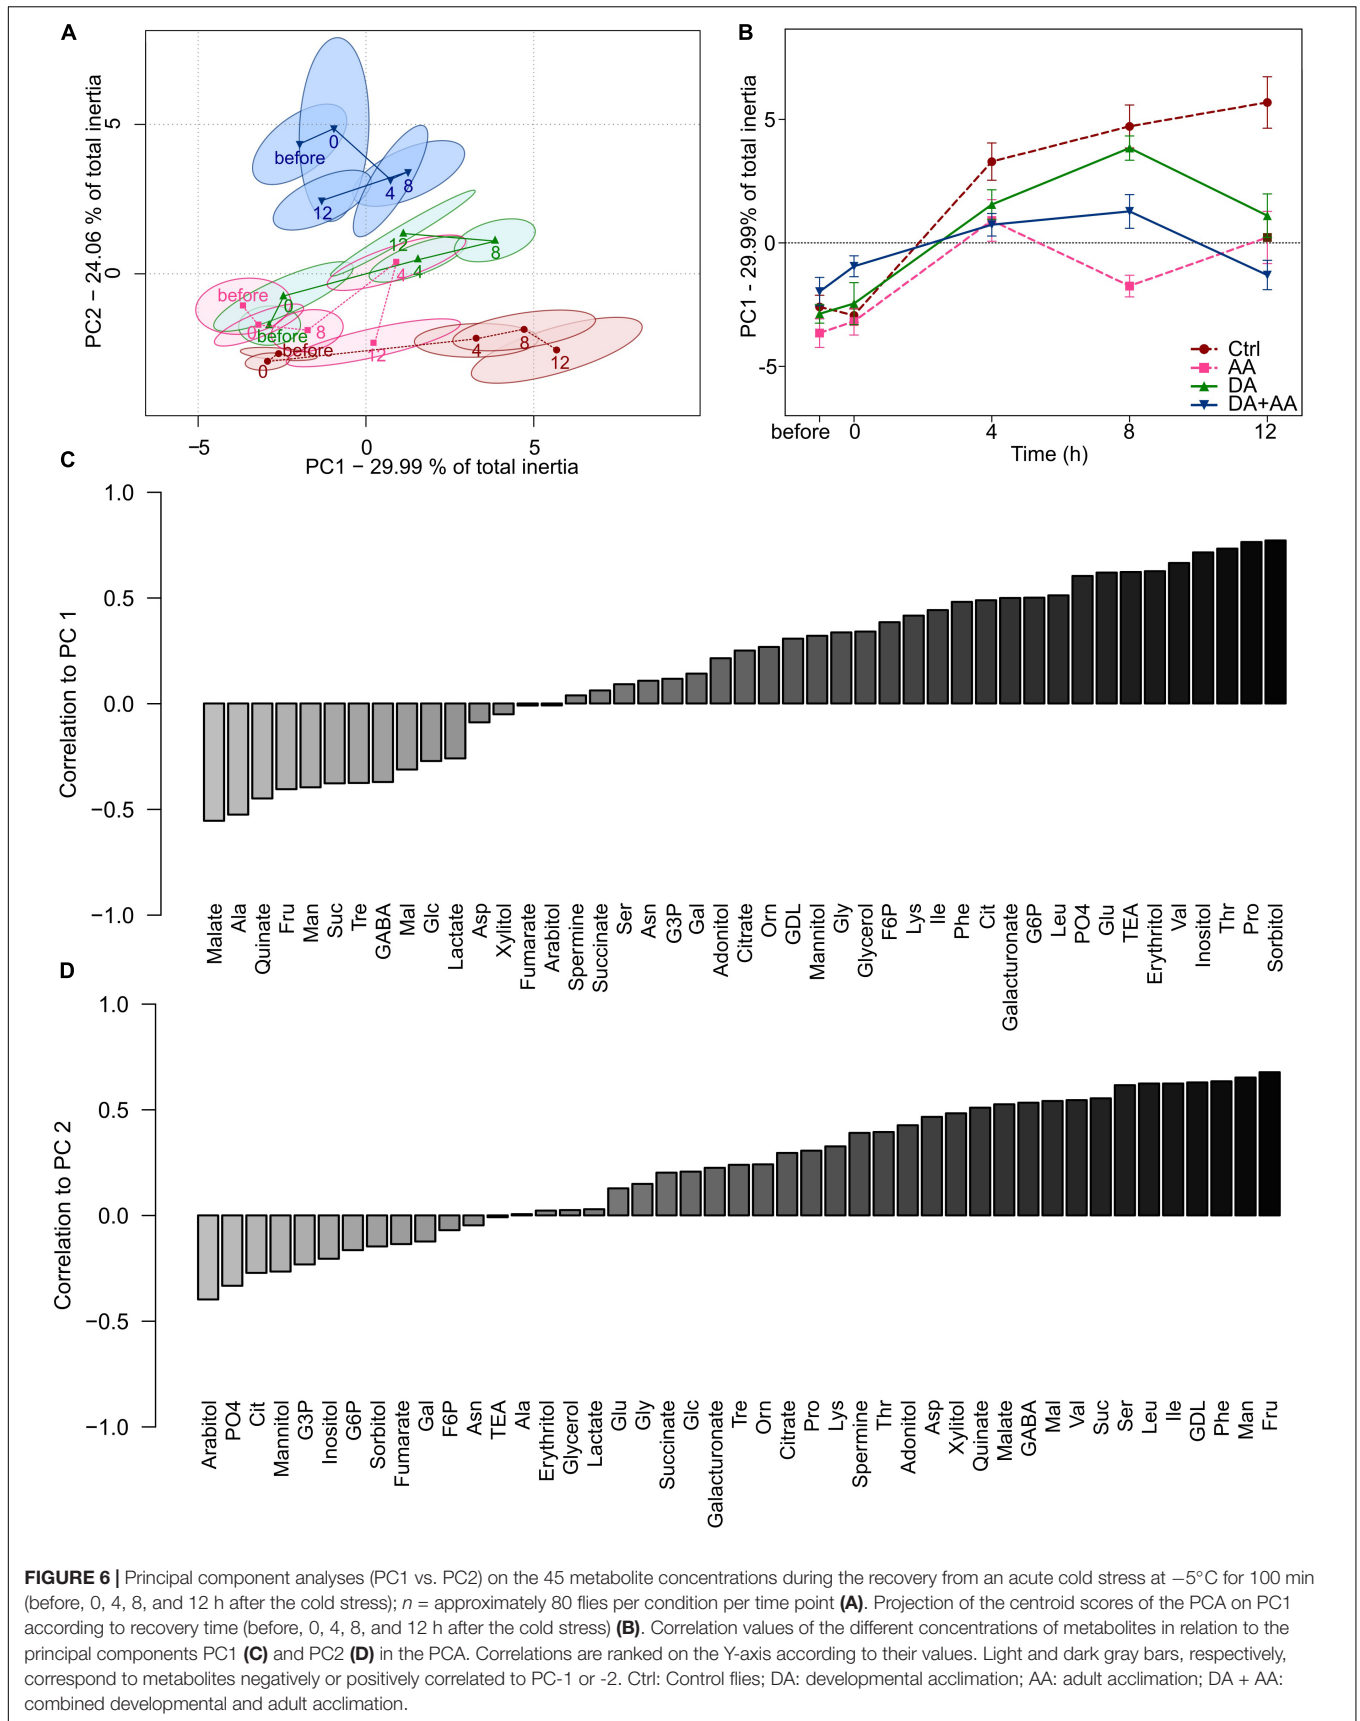 A
PC2 − 24.06 % of total inertia
5
0
before
0
4
8
12
12
8
4
4
before
0
0
before
8
before
0
12
4
8
12
−5
0
5
PC1 − 29.99 % of total inertia
B
PC1 - 29.99% of total inertia
5
0
-5
Ctrl
AA
DA
DA+AA
before
0
4
8
12
Time (h)
C
Correlation to PC 1
1.0
0.5
0.0
−0.5
−1.0
Malate
Ala
Quinate
Fru
Man
Suc
Tre
GABA
Mal
Glc
Lactate
Asp
Xylitol
Fumarate
Arabitol
Spermine
Succinate
Ser
Asn
G3P
Gal
Adonitol
Citrate
Orn
GDL
Mannitol
Gly
Glycerol
F6P
Lys
Ile
Phe
Cit
Galacturonate
G6P
Leu
PO4
Glu
TEA
Erythritol
Val
Inositol
Thr
Pro
Sorbitol
D
Correlation to PC 2
1.0
0.5
0.0
−0.5
−1.0
Arabitol
PO4
Cit
Mannitol
G3P
Inositol
G6P
Sorbitol
Fumarate
Gal
F6P
Asn
TEA
Ala
Erythritol
Glycerol
Lactate
Glu
Gly
Succinate
Glc
Galacturonate
Tre
Orn
Citrate
Pro
Lys
Spermine
Thr
Adonitol
Asp
Xylitol
Quinate
Malate
GABA
Mal
Val
Suc
Ser
Leu
Ile
GDL
Phe
Man
Fru
FIGURE 6 | Principal component analyses (PC1 vs. PC2) on the 45 metabolite concentrations during the recovery from an acute cold stress at −5°C for 100 min
(before, 0, 4, 8, and 12 h after the cold stress); n = approximately 80 flies per condition per time point (A). Projection of the centroid scores of the PCA on PC1
according to recovery time (before, 0, 4, 8, and 12 h after the cold stress) (B). Correlation values of the different concentrations of metabolites in relation to the
principal components PC1 (C) and PC2 (D) in the PCA. Correlations are ranked on the Y-axis according to their values. Light and dark gray bars, respectively,
correspond to metabolites negatively or positively correlated to PC-1 or -2. Ctrl: Control flies; DA: developmental acclimation; AA: adult acclimation; DA + AA:
combined developmental and adult acclimation.